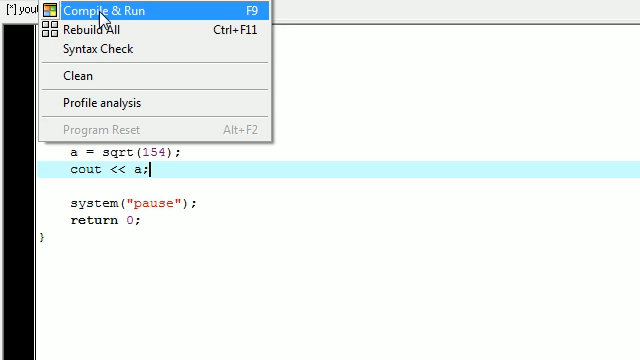 [*] yout
Compile & Run F9
Rebuild All Ctrl+F11
Syntax Check
Clean
Profile analysis
Program Reset Alt+F2
a = sqrt(154);
cout << a;
system("pause");
return 0;
}